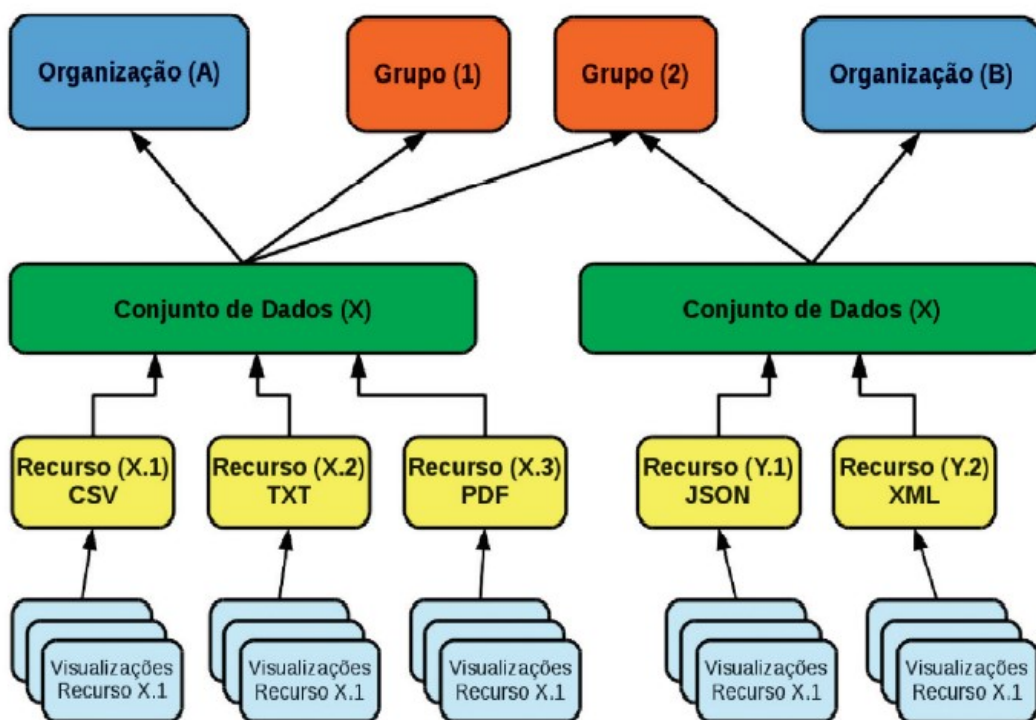 Organização (A)
Grupo (1)
Grupo (2)
Organização (B)
Conjunto de Dados (X)
Conjunto de Dados (X)
Recurso (X.1)
CSV
Recurso (X.2)
TXT
Recurso (X.3)
PDF
Recurso (Y.1)
JSON
Recurso (Y.2)
XML
Visualizações
Recurso X.1
Visualizações
Recurso X.1
Visualizações
Recurso X.1
Visualizações
Recurso X.1
Visualizações
Recurso X.1